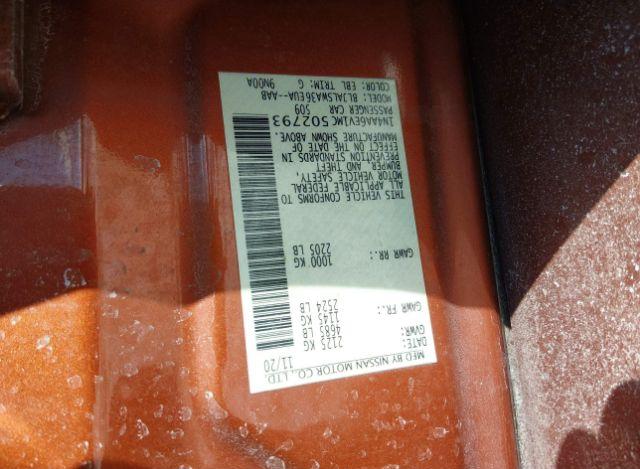 MFD BY NISSAN MOTOR CO., LTD.
DATE: 11/20
GVWR: 2125 KG
4685 LB
GAWR FR.: 1145 KG
2524 LB
GAWR RR.: 1000 KG
2205 LB
THIS VEHICLE CONFORMS TO
ALL APPLICABLE FEDERAL
MOTOR VEHICLE SAFETY,
BUMPER, AND THEFT
PREVENTION STANDARDS IN
EFFECT ON THE DATE OF
MANUFACTURE SHOWN ABOVE.
1N4AA6EV1MC502793
PASSENGER CAR 509
MODEL: BLJALSWA36EUA--AAB
COLOR: EBL TRIM: G 9N00A